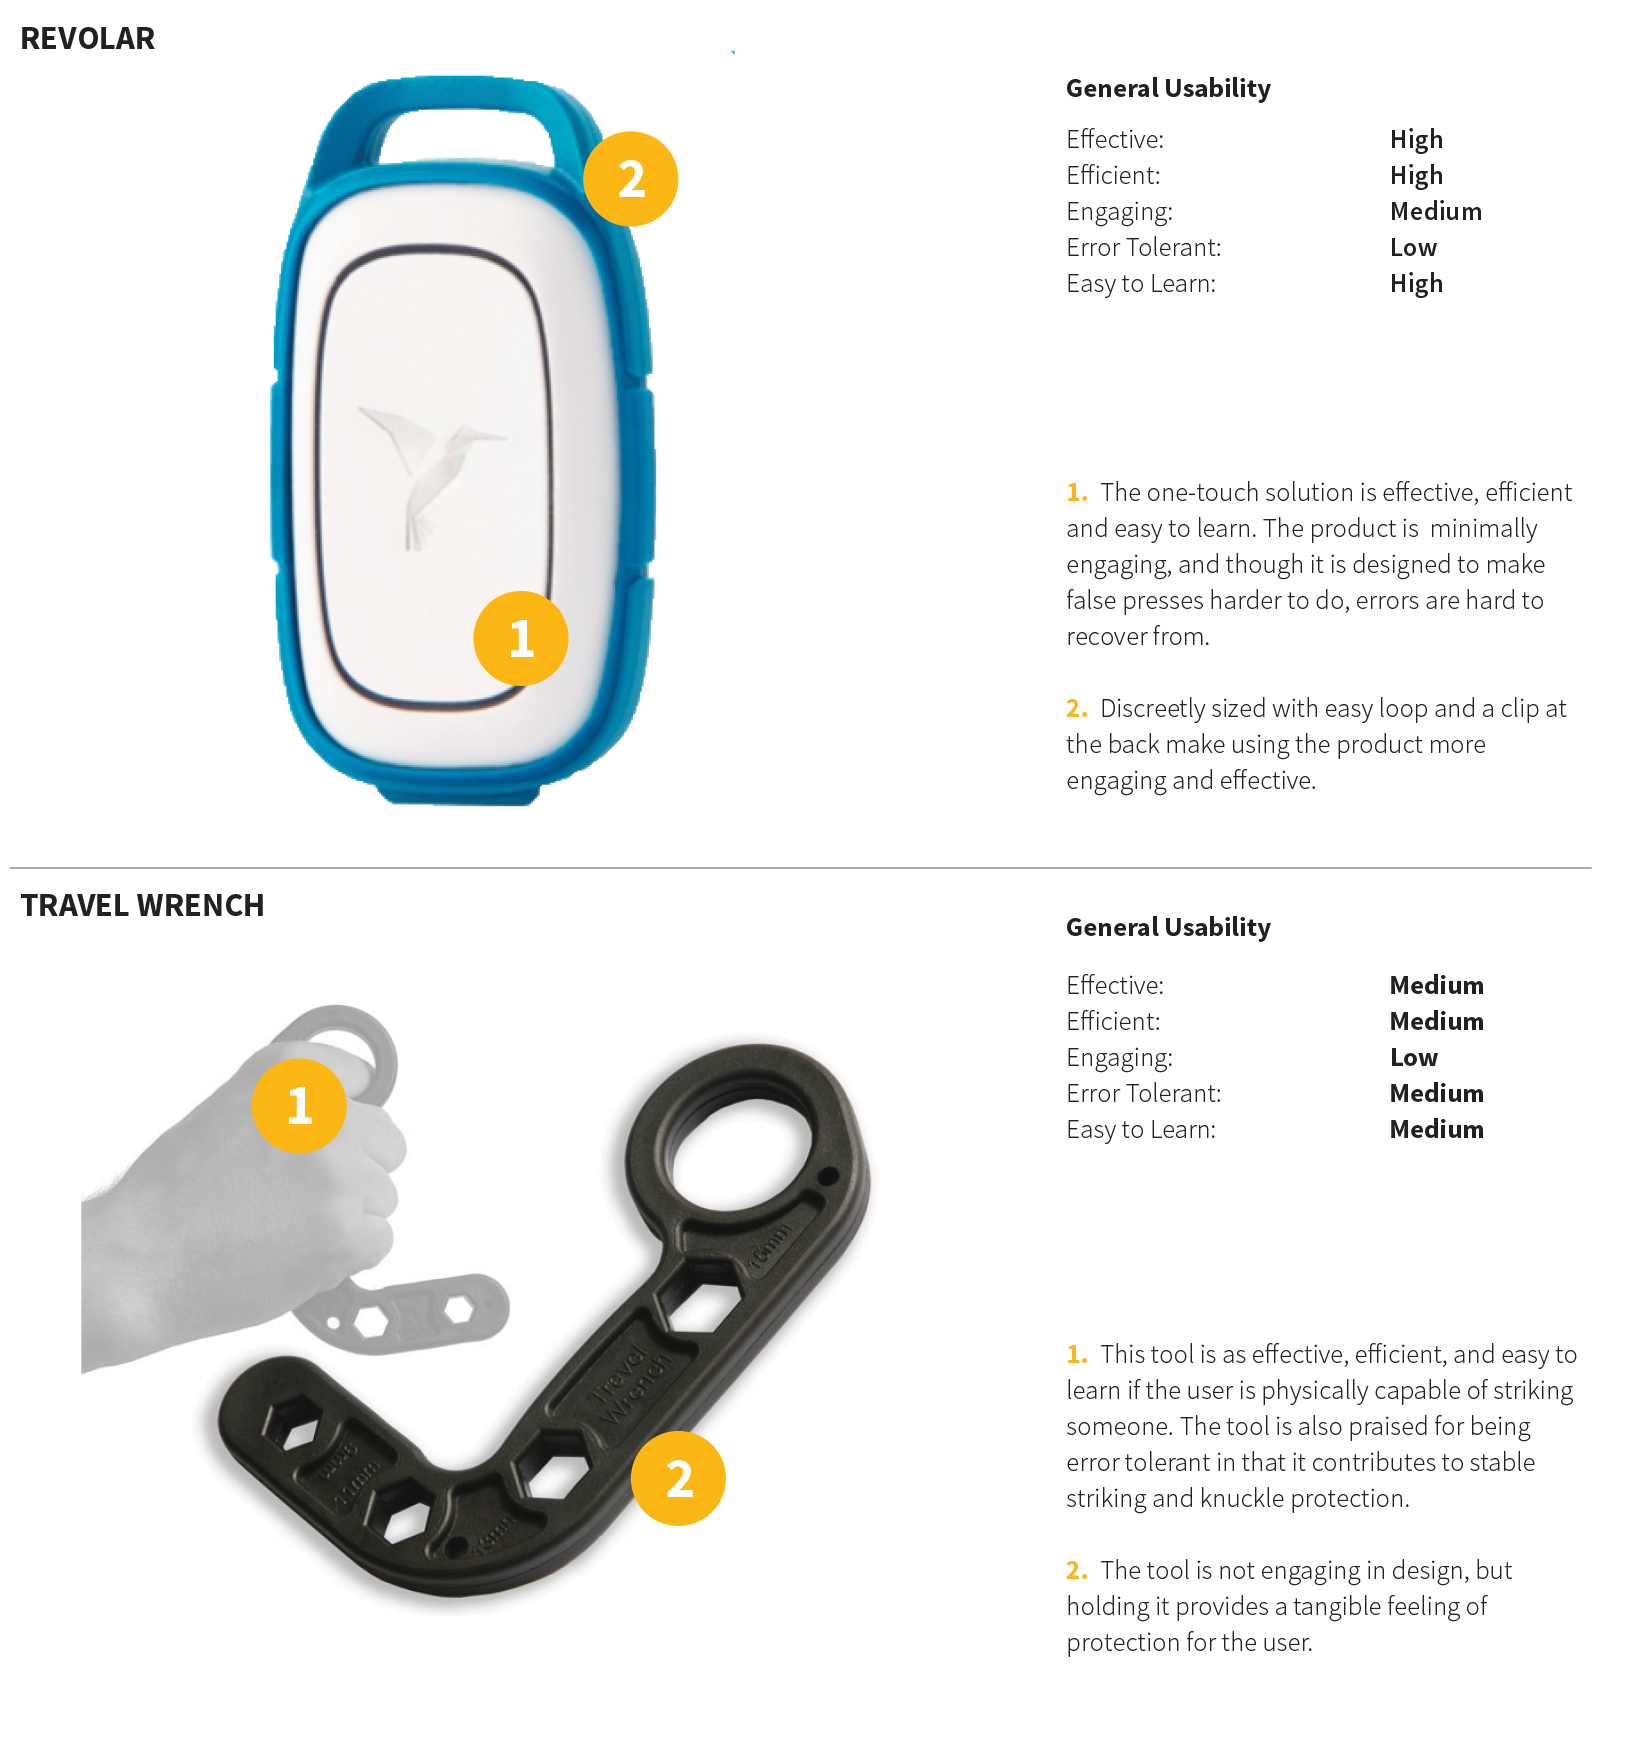 REVOLAR
2
1
General Usability
Effective: High
Efficient: High
Engaging: Medium
Error Tolerant: Low
Easy to Learn: High
1. The one-touch solution is effective, efficient
and easy to learn. The product is minimally
engaging, and though it is designed to make
false presses harder to do, errors are hard to
recover from.
2. Discreetly sized with easy loop and a clip at
the back make using the product more
engaging and effective.
TRAVEL WRENCH
1
15mm
Travel
Wrench
2
11mm
General Usability
Effective: Medium
Efficient: Medium
Engaging: Low
Error Tolerant: Medium
Easy to Learn: Medium
1. This tool is as effective, efficient, and easy to
learn if the user is physically capable of striking
someone. The tool is also praised for being
error tolerant in that it contributes to stable
striking and knuckle protection.
2. The tool is not engaging in design, but
holding it provides a tangible feeling of
protection for the user.